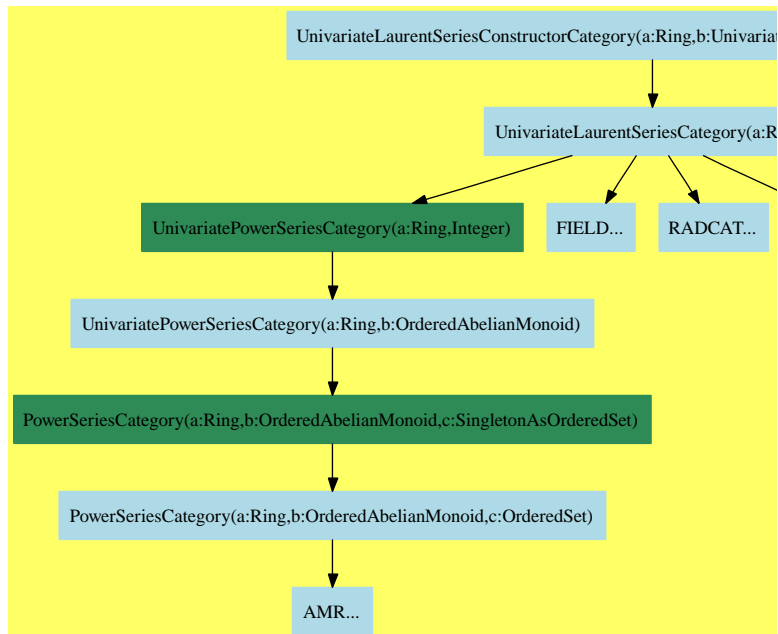 UnivariateLaurentSeriesConstructorCategory(a:Ring,b:Univariat
UnivariateLaurentSeriesCategory(a:R
UnivariatePowerSeriesCategory(a:Ring,Integer)
FIELD...
RADCAT...
UnivariatePowerSeriesCategory(a:Ring,b:OrderedAbelianMonoid)
PowerSeriesCategory(a:Ring,b:OrderedAbelianMonoid,c:SingletonAsOrderedSet)
PowerSeriesCategory(a:Ring,b:OrderedAbelianMonoid,c:OrderedSet)
AMR...